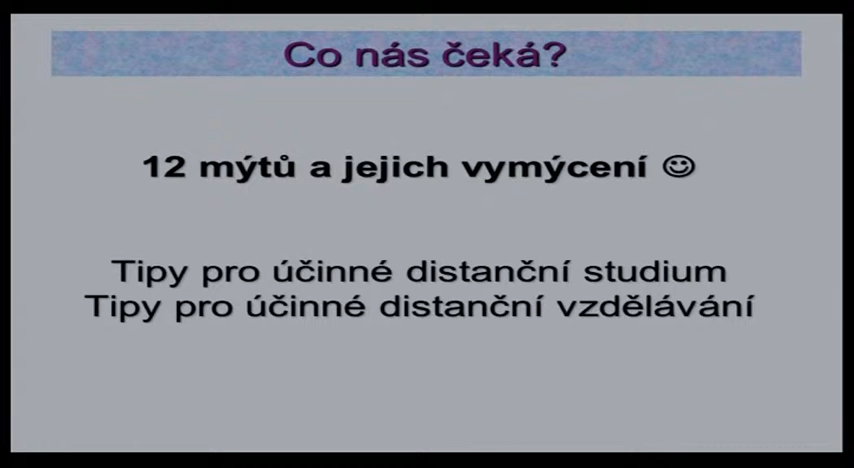 Co nás čeká?
12 mýtů a jejich vymýcení ☺
Tipy pro účinné distanční studium
Tipy pro účinné distanční vzdělávání